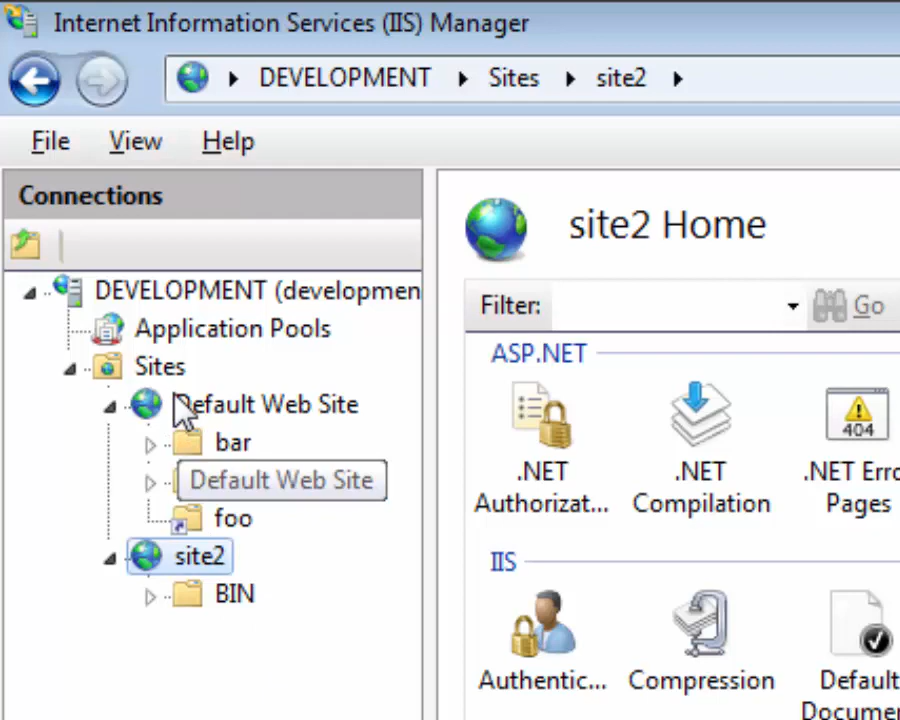 Internet Information Services (IIS) Manager
DEVELOPMENT Sites site2
File View Help
Connections
DEVELOPMENT (developmen
Application Pools
Sites
Default Web Site
bar
Default Web Site
foo
site2
BIN
site2 Home
Filter: Go
ASP.NET
404
.NET Authorizat...
.NET Compilation
.NET Erro Pages
IIS
Authentic...
Compression
Default Documen